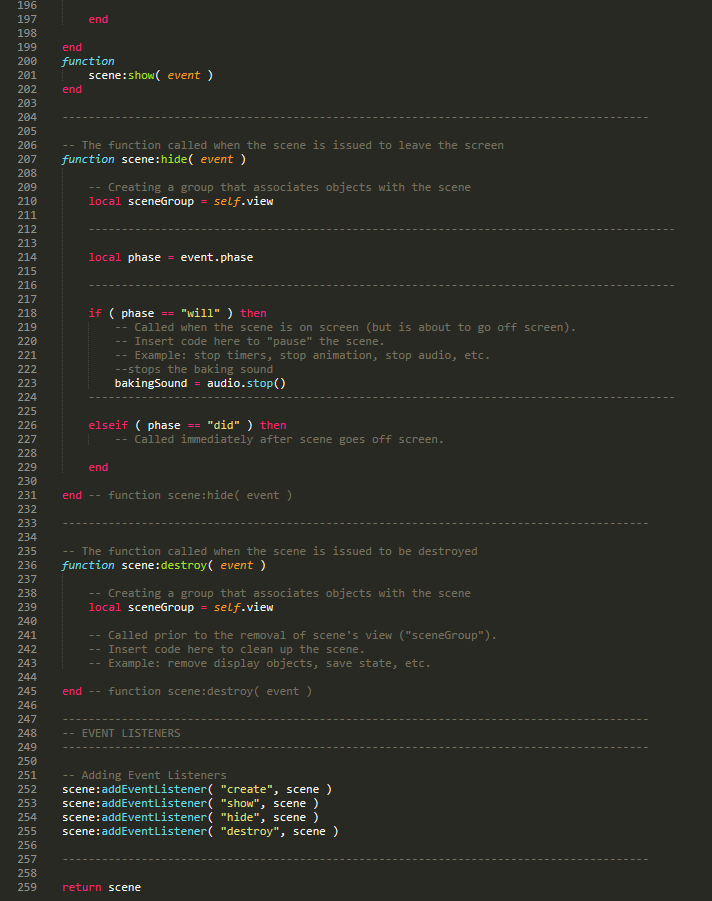 196
197 end
198
199 end
200 function
201 scene:show( event )
202 end
203
204 ------------------------------------------------------------------------------------------
205
206 -- The function called when the scene is issued to leave the screen
207 function scene:hide( event )
208
209 -- Creating a group that associates objects with the scene
210 local sceneGroup = self.view
211
212 ------------------------------------------------------------------------------------------
213
214 local phase = event.phase
215
216 ------------------------------------------------------------------------------------------
217
218 if ( phase == "will" ) then
219 -- Called when the scene is on screen (but is about to go off screen).
220 -- Insert code here to "pause" the scene.
221 -- Example: stop timers, stop animation, stop audio, etc.
222 --stops the baking sound
223 bakingSound = audio.stop()
224 ------------------------------------------------------------------------------------------
225
226 elseif ( phase == "did" ) then
227 -- Called immediately after scene goes off screen.
228
229 end
230
231 end -- function scene:hide( event )
232
233 ------------------------------------------------------------------------------------------
234
235 -- The function called when the scene is issued to be destroyed
236 function scene:destroy( event )
237
238 -- Creating a group that associates objects with the scene
239 local sceneGroup = self.view
240
241 -- Called prior to the removal of scene's view ("sceneGroup").
242 -- Insert code here to clean up the scene.
243 -- Example: remove display objects, save state, etc.
244
245 end -- function scene:destroy( event )
246
247 ------------------------------------------------------------------------------------------
248 -- EVENT LISTENERS
249 ------------------------------------------------------------------------------------------
250
251 -- Adding Event Listeners
252 scene:addEventListener( "create", scene )
253 scene:addEventListener( "show", scene )
254 scene:addEventListener( "hide", scene )
255 scene:addEventListener( "destroy", scene )
256
257 ------------------------------------------------------------------------------------------
258
259 return scene